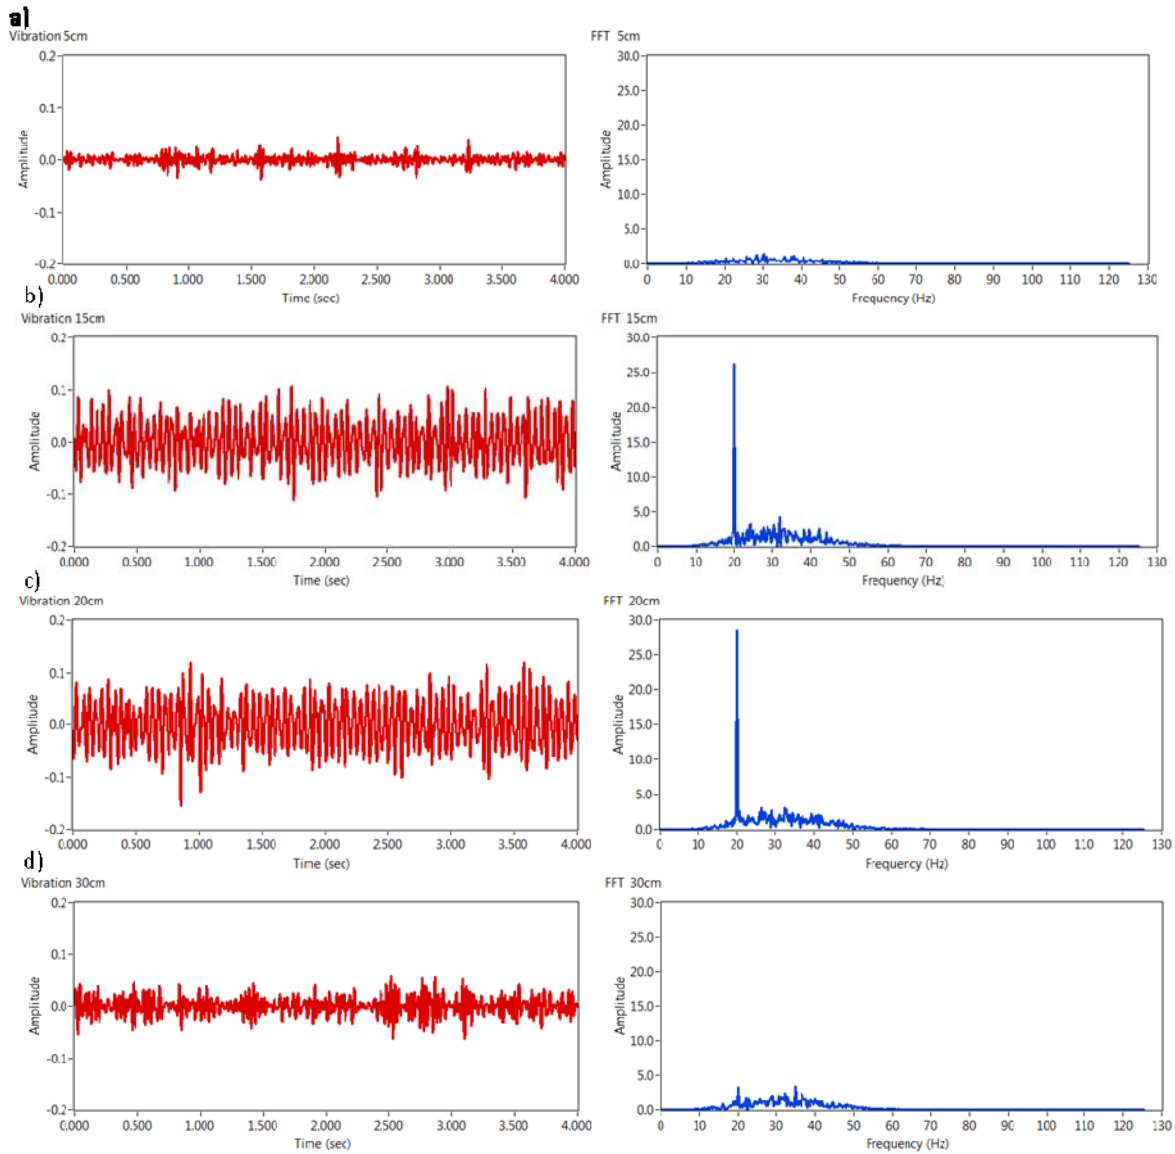 a)
Vibration 5cm
FFT 5cm
0.2
0.1
0.0
-0.1
-0.2
Amplitude
0.000 0.500 1.000 1.500 2.000 2.500 3.000 3.500 4.000
Time (sec)
30.0
25.0
20.0
15.0
10.0
5.0
0.0
Amplitude
0 10 20 30 40 50 60 70 80 90 100 110 120 130
Frequency (Hz)
b)
Vibration 15cm
FFT 15cm
0.2
0.1
0.0
-0.1
-0.2
Amplitude
0.000 0.500 1.000 1.500 2.000 2.500 3.000 3.500 4.000
Time (sec)
30.0
25.0
20.0
15.0
10.0
5.0
0.0
Amplitude
0 10 20 30 40 50 60 70 80 90 100 110 120 130
Frequency (Hz)
c)
Vibration 20cm
FFT 20cm
0.2
0.1
0.0
-0.1
-0.2
Amplitude
0.000 0.500 1.000 1.500 2.000 2.500 3.000 3.500 4.000
Time (sec)
30.0
25.0
20.0
15.0
10.0
5.0
0.0
Amplitude
0 10 20 30 40 50 60 70 80 90 100 110 120 130
Frequency (Hz)
d)
Vibration 30cm
FFT 30cm
0.2
0.1
0.0
-0.1
-0.2
Amplitude
0.000 0.500 1.000 1.500 2.000 2.500 3.000 3.500 4.000
Time (sec)
30.0
25.0
20.0
15.0
10.0
5.0
0.0
Amplitude
0 10 20 30 40 50 60 70 80 90 100 110 120 130
Frequency (Hz)